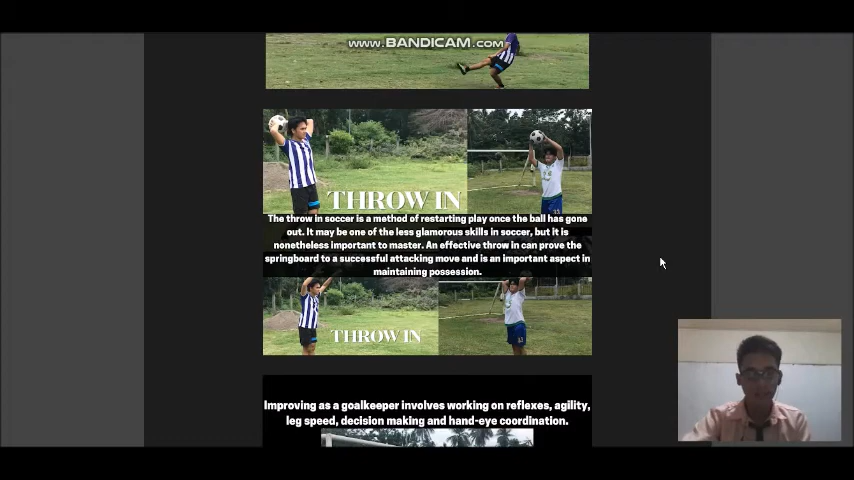 www.BANDICAM.com
THROW IN
The throw in soccer is a method of restarting play once the ball has gone
out. It may be one of the less glamorous skills in soccer, but it is
nonetheless important to master. An effective throw in can prove the
springboard to a successful attacking move and is an important aspect in
maintaining possession.
THROW IN
Improving as a goalkeeper involves working on reflexes, agility,
leg speed, decision making and hand-eye coordination.